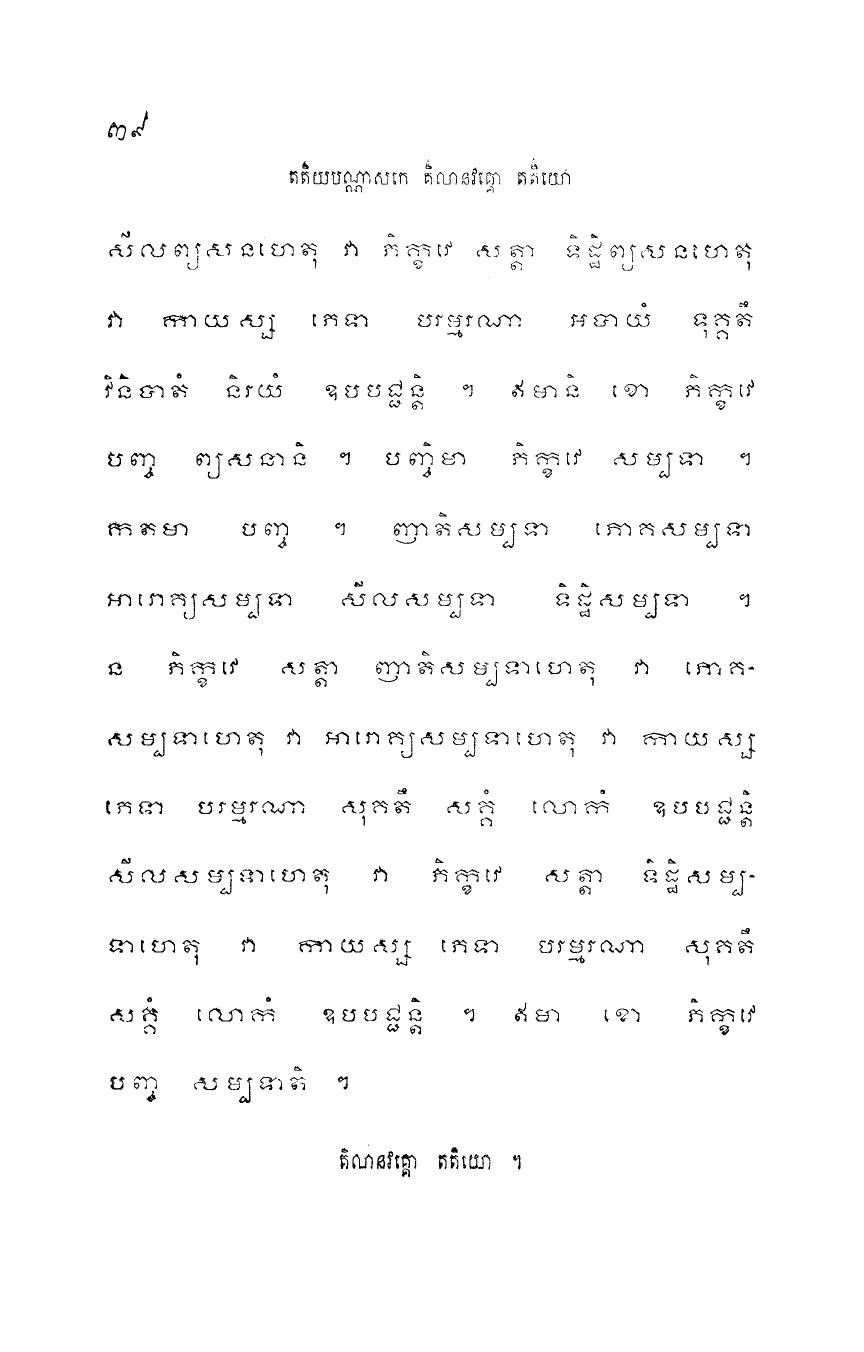 ៣៩
តតិយបណ្ណាសកេ គិលានវគ្គោ តតិយោ
សីលព្យសនហេតុ វា ភិក្ខវេ សត្តា ទិដ្ឋិព្យសនហេតុ
វា កាយស្ស ភេទា បរម្មរណា អបាយំ ទុគ្គតឹ
វិនិបាតំ និរយំ ឧបបជ្ជន្តិ ។ ឥមានិ ខោ ភិក្ខវេ
បញ្ច ព្យសនានិ ។ បញ្ចិមា ភិក្ខវេ សម្បទា ។
កតមា បញ្ច ។ ញាតិសម្បទា ភោគសម្បទា
អារោគ្យសម្បទា សីលសម្បទា ទិដ្ឋិសម្បទា ។
ន ភិក្ខវេ សត្តា ញាតិសម្បទាហេតុ វា ភោគ-
សម្បទាហេតុ វា អារោគ្យសម្បទាហេតុ វា កាយស្ស
ភេទា បរម្មរណា សុគតឹ សគ្គំ លោកំ ឧបបជ្ជន្តិ
សីលសម្បទាហេតុ វា ភិក្ខវេ សត្តា ទិដ្ឋិសម្ប-
ទាហេតុ វា កាយស្ស ភេទា បរម្មរណា សុគតឹ
សគ្គំ លោកំ ឧបបជ្ជន្តិ ។ ឥមា ខោ ភិក្ខវេ
បញ្ច សម្បទាតិ ។
គិលានវគ្គោ តតិយោ ។